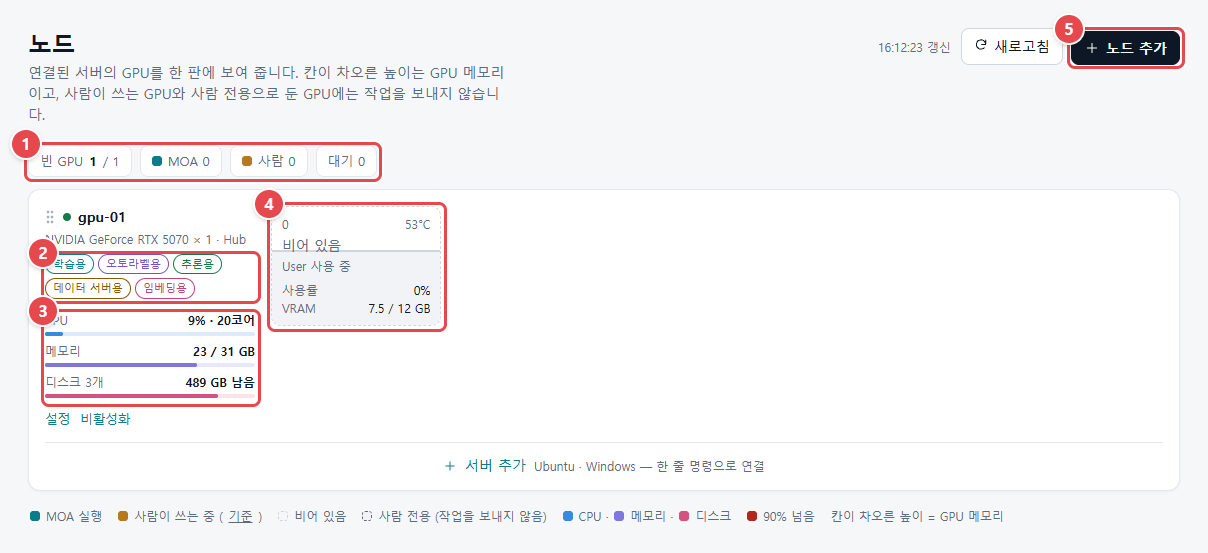 노드
연결된 서버의 GPU를 한 판에 보여 줍니다. 칸이 차오른 높이는 GPU 메모리
이고, 사람이 쓰는 GPU와 사람 전용으로 둔 GPU에는 작업을 보내지 않습니
다.
16:12:23 갱신
새로고침
5
+ 노드 추가
1
빈 GPU 1 / 1
MOA 0
사람 0
대기 0
gpu-01
NVIDIA GeForce RTX 5070 × 1 · Hub
2
학습용 오토라벨용 추론용
데이터 서버용 임베딩용
3
CPU 9% · 20코어
메모리 23 / 31 GB
디스크 3개 489 GB 남음
설정 비활성화
4
0 53°C
비어 있음
User 사용 중
사용률 0%
VRAM 7.5 / 12 GB
+ 서버 추가 Ubuntu · Windows — 한 줄 명령으로 연결
MOA 실행 사람이 쓰는 중 ( 기준 ) 비어 있음 사람 전용 (작업을 보내지 않음) CPU · 메모리 · 디스크 90% 넘음 칸이 차오른 높이 = GPU 메모리